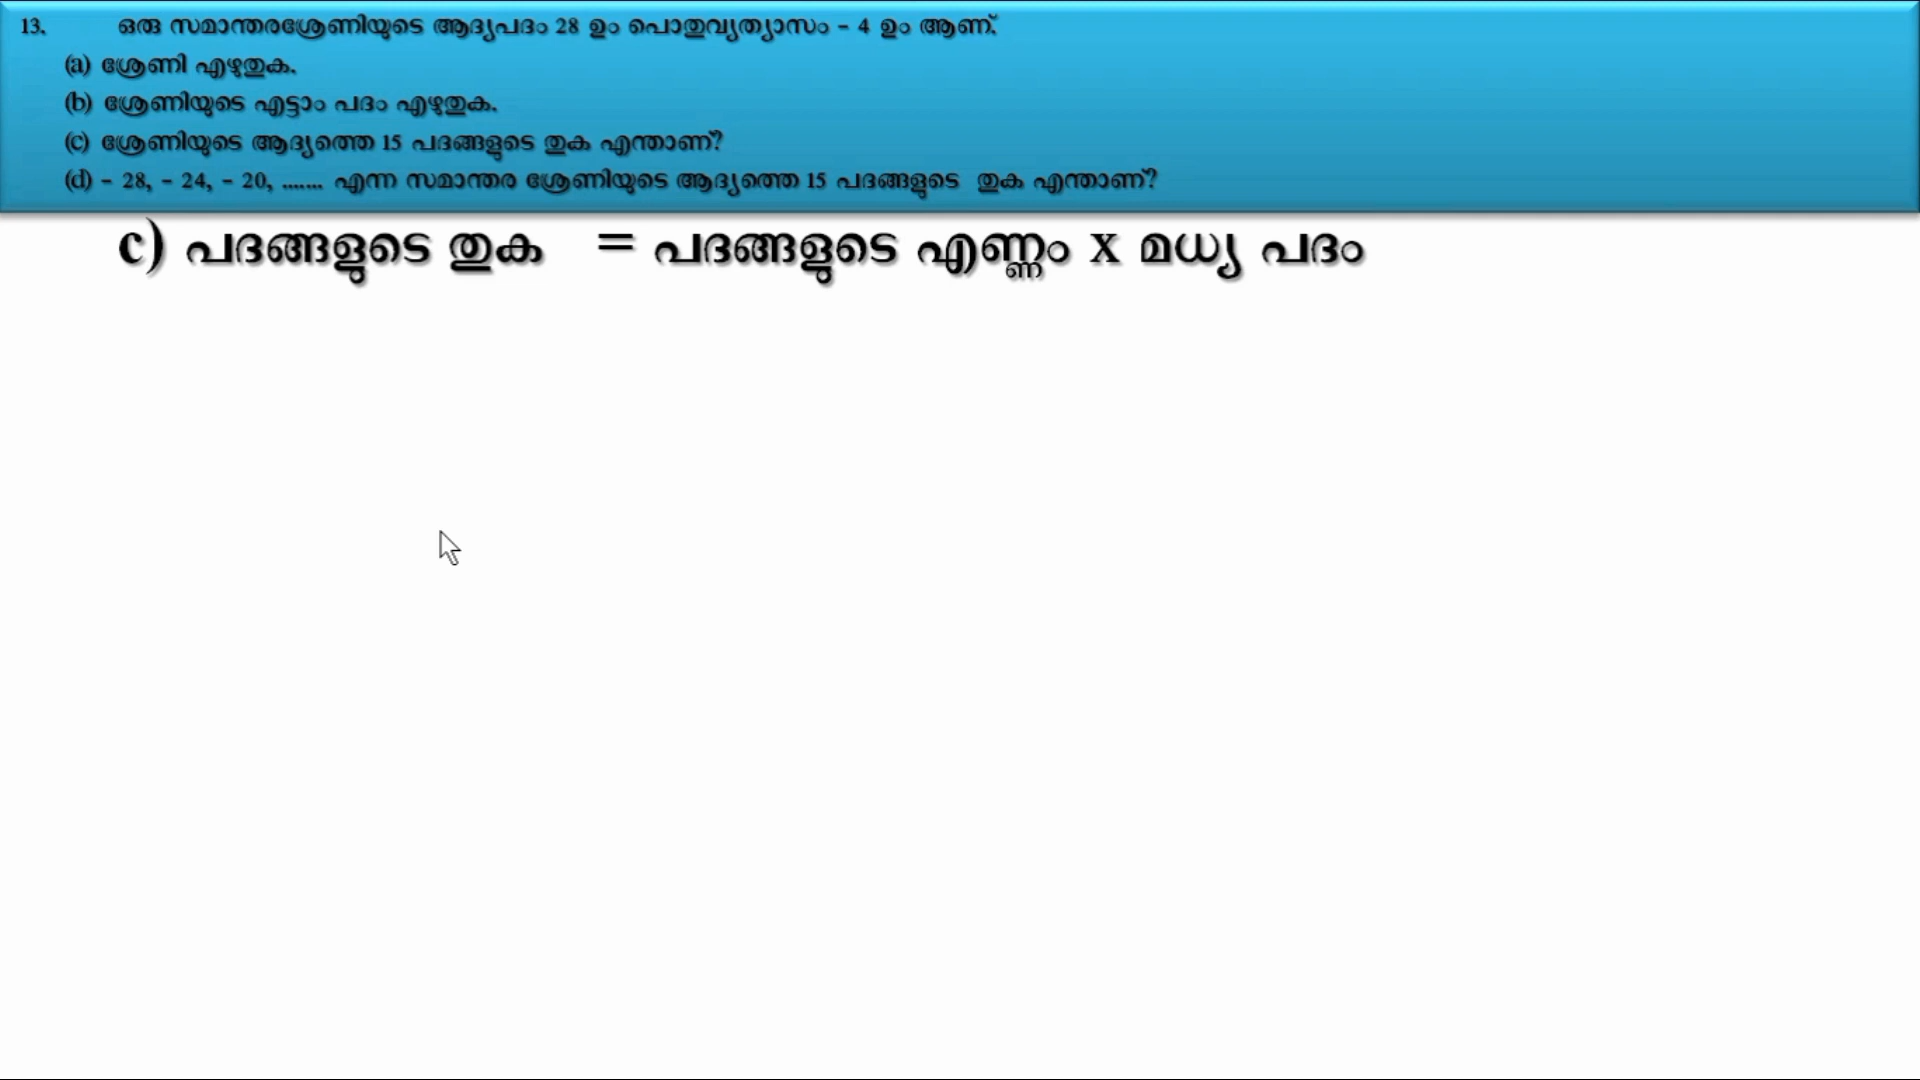 13. ഒരു സമാന്തരശ്രേണിയുടെ ആദ്യപദം 28 ഉം പൊതുവ്യത്യാസം - 4 ഉം ആണ്.
(a) ശ്രേണി എഴുതുക.
(b) ശ്രേണിയുടെ എട്ടാം പദം എഴുതുക.
(c) ശ്രേണിയുടെ ആദ്യത്തെ 15 പദങ്ങളുടെ തുക എന്താണ്?
(d) - 28, - 24, - 20, ....... എന്ന സമാന്തര ശ്രേണിയുടെ ആദ്യത്തെ 15 പദങ്ങളുടെ തുക എന്താണ്?
c) പദങ്ങളുടെ തുക = പദങ്ങളുടെ എണ്ണം x മധ്യ പദം